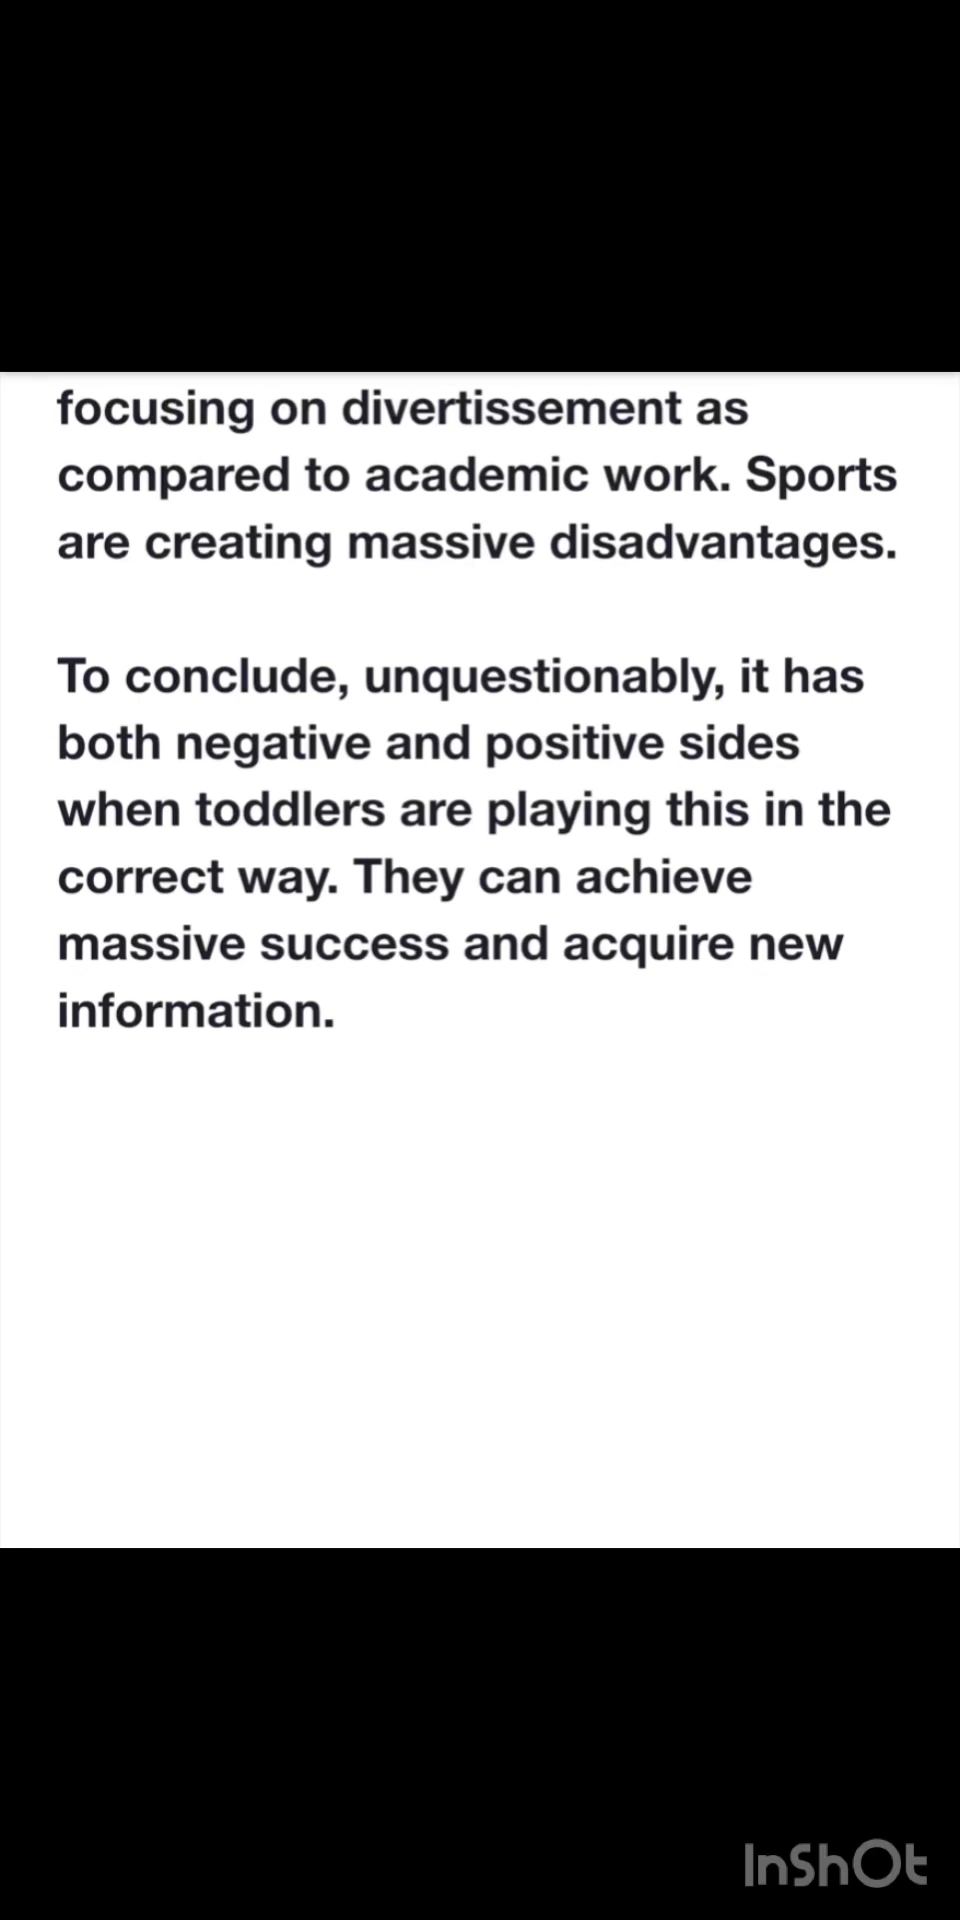 focusing on divertissement as
compared to academic work. Sports
are creating massive disadvantages.
To conclude, unquestionably, it has
both negative and positive sides
when toddlers are playing this in the
correct way. They can achieve
massive success and acquire new
information.
InShOt